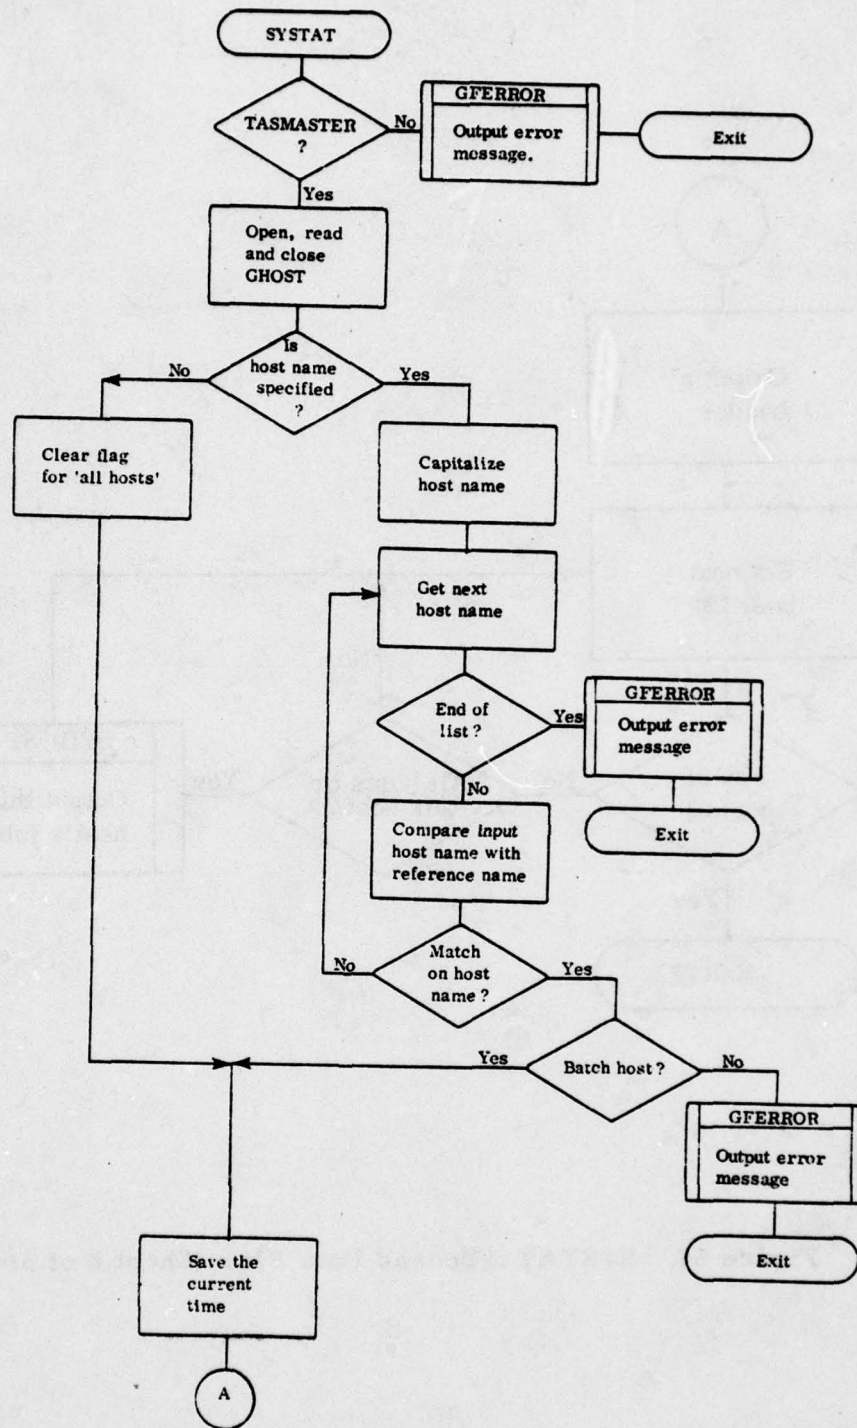 SYSTAT
TASMASTER
?
No
GFERROR
Output error
message.
Exit
Yes
Open, read
and close
GHOST
Is
host name
specified
?
No
Yes
Clear flag
for 'all hosts'
Capitalize
host name
Get next
host name
End of
list ?
Yes
GFERROR
Output error
message
Exit
No
Compare input
host name with
reference name
Match
on host
name ?
No
Yes
Batch host ?
Yes
No
GFERROR
Output error
message
Exit
Save the
current
time
A